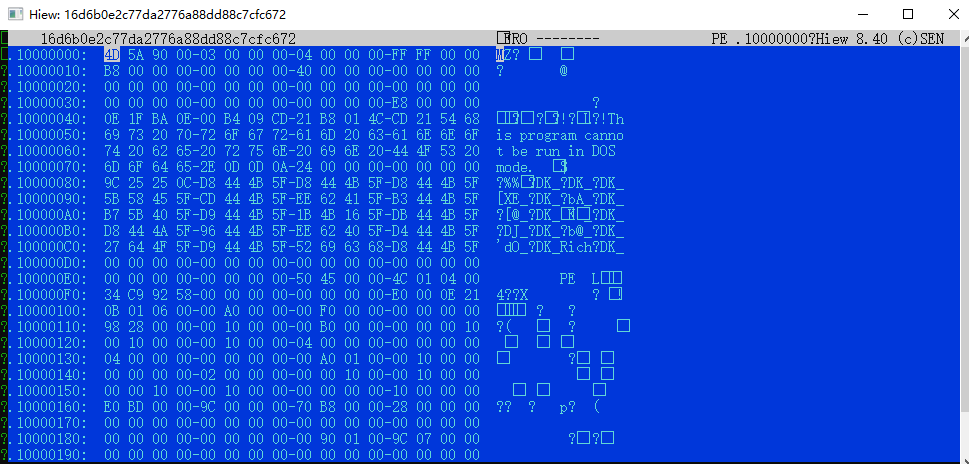 Hiew: 16d6b0e2c77da2776a88dd88c7cfc672
16d6b0e2c77da2776a88dd88c7cfc672 FRO -------- PE .10000000?Hiew 8.40 (c)SEN
.10000000: 4D 5A 90 00-03 00 00 00-04 00 00 00-FF FF 00 00 MZ?
?.10000010: B8 00 00 00-00 00 00 00-40 00 00 00-00 00 00 00 ? @
?.10000020: 00 00 00 00-00 00 00 00-00 00 00 00-00 00 00 00
?.10000030: 00 00 00 00-00 00 00 00-00 00 00 00-E8 00 00 00 ?
?.10000040: 0E 1F BA 0E-00 B4 09 CD-21 B8 01 4C-CD 21 54 68 ?!?!Th
?.10000050: 69 73 20 70-72 6F 67 72-61 6D 20 63-61 6E 6E 6F is program canno
?.10000060: 74 20 62 65-20 72 75 6E-20 69 6E 20-44 4F 53 20 t be run in DOS
?.10000070: 6D 6F 64 65-2E 0D 0D 0A-24 00 00 00-00 00 00 00 mode. $
?.10000080: 9C 25 25 0C-D8 44 4B 5F-D8 44 4B 5F-D8 44 4B 5F ?%%?DK_?DK_?DK_
?.10000090: 5B 58 45 5F-CD 44 4B 5F-EE 62 41 5F-B3 44 4B 5F [XE_?DK_?bA_?DK_
?.100000A0: B7 5B 40 5F-D9 44 4B 5F-1B 4B 16 5F-DB 44 4B 5F ?[@_?DK_K_?DK_
?.100000B0: D8 44 4A 5F-96 44 4B 5F-EE 62 40 5F-D4 44 4B 5F ?DJ_?DK_?b@_?DK_
?.100000C0: 27 64 4F 5F-D9 44 4B 5F-52 69 63 68-D8 44 4B 5F 'dO_?DK_Rich?DK_
?.100000D0: 00 00 00 00-00 00 00 00-00 00 00 00-00 00 00 00
?.100000E0: 00 00 00 00-00 00 00 00-50 45 00 00-4C 01 04 00 PE L
?.100000F0: 34 C9 92 58-00 00 00 00-00 00 00 00-E0 00 0E 21 4??X ? !
?.10000100: 0B 01 06 00-00 A0 00 00-00 F0 00 00-00 00 00 00 ? ?
?.10000110: 98 28 00 00-00 10 00 00-00 B0 00 00-00 00 00 10 ?( ?
?.10000120: 00 10 00 00-00 10 00 00-04 00 00 00-00 00 00 00
?.10000130: 04 00 00 00-00 00 00 00-00 A0 01 00-00 10 00 00 ?
?.10000140: 00 00 00 00-02 00 00 00-00 00 10 00-00 10 00 00
?.10000150: 00 00 10 00-00 10 00 00-00 00 00 00-10 00 00 00
?.10000160: E0 BD 00 00-9C 00 00 00-70 B8 00 00-28 00 00 00 ?? ? p? (
?.10000170: 00 00 00 00-00 00 00 00-00 00 00 00-00 00 00 00
?.10000180: 00 00 00 00-00 00 00 00-00 90 01 00-9C 07 00 00 ??
?.10000190: 00 00 00 00-00 00 00 00-00 00 00 00-00 00 00 00